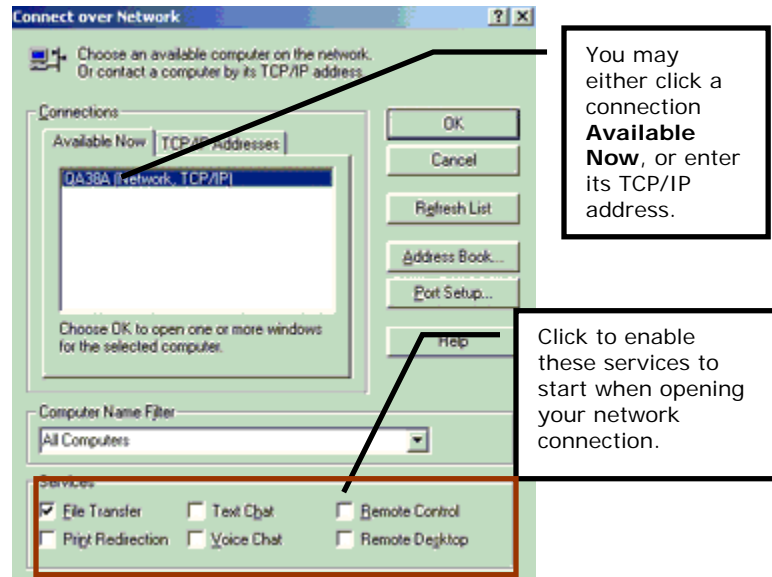 Connect over Network
Choose an available computer on the network.
Or contact a computer by its TCP/IP address.
Connections
Available Now
TCP/IP Addresses
QA38A (Network, TCP/IP)
Choose OK to open one or more windows
for the selected computer.
OK
Cancel
Refresh List
Address Book...
Port Setup...
Help
Computer Name Filter
All Computers
Services
File Transfer
Text Chat
Remote Control
Print Redirection
Voice Chat
Remote Desktop
You may
either click a
connection
Available
Now, or enter
its TCP/IP
address.
Click to enable
these services to
start when opening
your network
connection.